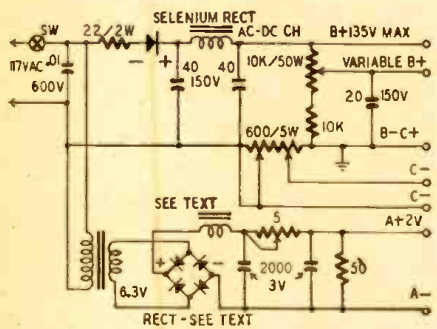 SELENIUM RECT
SW
22/2W
AC-DC CH
B+135V MAX
- +
10K/50W
VARIABLE B+
117VAC
.01
600V
40
150V
40
20
150V
10K
600/5W
B-C+
C-
C-
SEE TEXT
5
A+2V
+ -
2000
3V
50
6.3V
A-
RECT-SEE TEXT